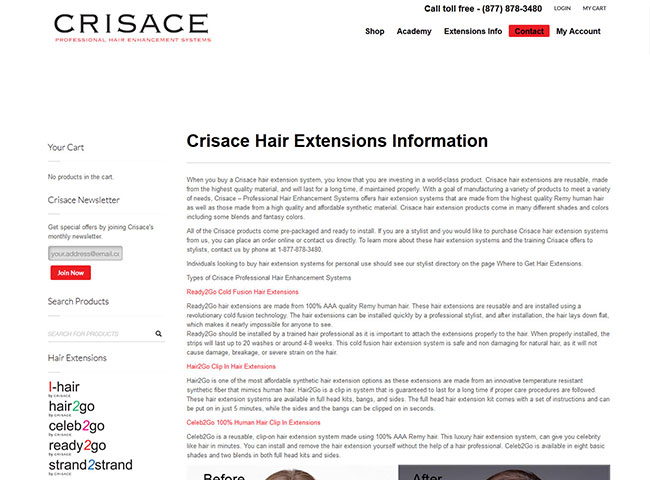 Call toll free - (877) 878-3480 LOGIN MY CART
CRISACE
PROFESSIONAL HAIR ENHANCEMENT SYSTEMS
Shop Academy Extensions Info Contact My Account
Your Cart
No products in the cart.
Crisace Newsletter
Get special offers by joining Crisace's
monthly newsletter.
your.address@email.co
Join Now
Search Products
SEARCH FOR PRODUCTS
Hair Extensions
I-hair
by CRISACE
hair2go
by CRISACE
celeb2go
by CRISACE
ready2go
by CRISACE
strand2strand
by CRISACE
Crisace Hair Extensions Information
When you buy a Crisace hair extension system, you know that you are investing in a world-class product. Crisace hair extensions are reusable, made
from the highest quality material, and will last for a long time, if maintained properly. With a goal of manufacturing a variety of products to meet a variety
of needs, Crisace – Professional Hair Enhancement Systems offers hair extension systems that are made from the highest quality Remy human hair
as well as those made from a high quality and affordable synthetic material. Crisace hair extension products come in many different shades and colors
including some blends and fantasy colors.
All of the Crisace products come pre-packaged and ready to install. If you are a stylist and you would like to purchase Crisace hair extension systems
from us, you can place an order online or contact us directly. To learn more about these hair extension systems and the training Crisace offers to
stylists, contact us by phone at 1-877-878-3480.
Individuals looking to buy hair extension systems for personal use should see our stylist directory on the page Where to Get Hair Extensions.
Types of Crisace Professional Hair Enhancement Systems
Ready2Go Cold Fusion Hair Extensions
Ready2Go hair extensions are made from 100% AAA quality Remy human hair. These hair extensions are reusable and are installed using a
revolutionary cold fusion technology. The hair extensions can be installed quickly by a professional stylist, and after installation, the hair lays down flat,
which makes it nearly impossible for anyone to see.
Ready2Go should be installed by a trained hair professional as it is important to attach the extensions properly to the hair. When properly installed, the
strips will last up to 20 washes or around 4-8 weeks. This cold fusion hair extension system is safe and non damaging for natural hair, as it will not
cause damage, breakage, or severe strain on the hair.
Hair2Go Clip In Hair Extensions
Hair2Go is one of the most affordable synthetic hair extension options as these extensions are made from an innovative temperature resistant
synthetic fiber that mimics human hair. Hair2Go is a clip in system that is guaranteed to last for a long time if proper care procedures are followed.
These hair extension systems are available in full head kits, bangs, and sides. The full head hair extension kit comes with a set of instructions and can
be put on in just 5 minutes, while the sides and the bangs can be clipped on in seconds.
Celeb2Go 100% Human Hair Clip In Extensions
Celeb2Go is a reusable, clip-on hair extension system made using 100% AAA Remy hair. This luxury hair extension system, can give you celebrity
like hair in minutes. You can install and remove the hair extension yourself without the help of a hair professional. Celeb2Go is available in eight basic
shades and two blends in both full head kits and sides.
Before After